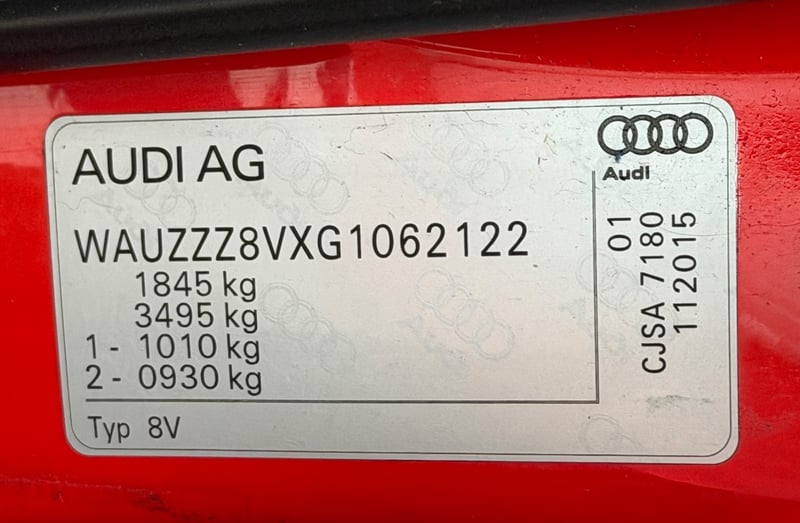 AUDI AG
Audi
WAUZZZ8VXG1062122
1845 kg
3495 kg
1 - 1010 kg
2 - 0930 kg
Typ 8V
01
CJSA 7180
112015